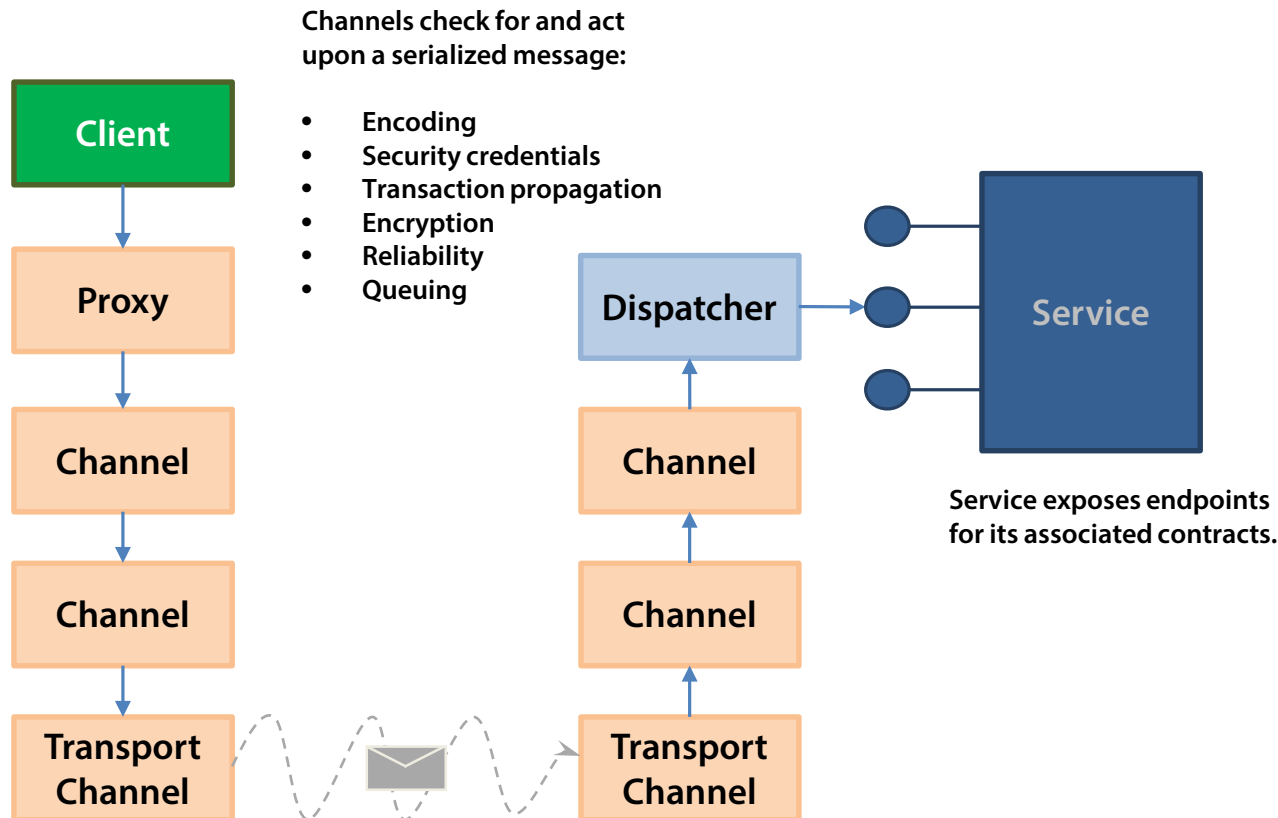 Channels check for and act
upon a serialized message:
• Encoding
• Security credentials
• Transaction propagation
• Encryption
• Reliability
• Queuing
Client
Proxy
Channel
Channel
Transport
Channel
Transport
Channel
Channel
Channel
Dispatcher
Service
Service exposes endpoints
for its associated contracts.